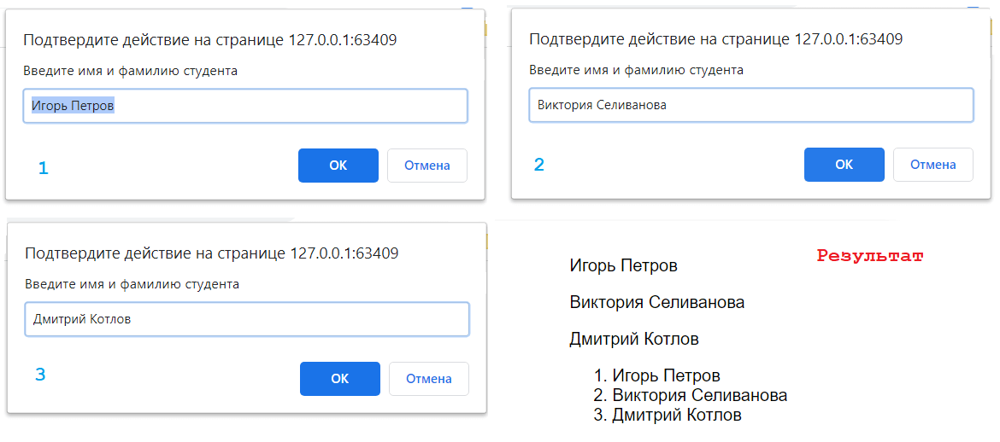 Подтвердите действие на странице 127.0.0.1:63409
Введите имя и фамилию студента
Игорь Петров
1
ОК
Отмена
Подтвердите действие на странице 127.0.0.1:63409
Введите имя и фамилию студента
Виктория Селиванова
2
ОК
Отмена
Подтвердите действие на странице 127.0.0.1:63409
Введите имя и фамилию студента
Дмитрий Котлов
3
ОК
Отмена
Результат
Игорь Петров
Виктория Селиванова
Дмитрий Котлов
1. Игорь Петров
2. Виктория Селиванова
3. Дмитрий Котлов